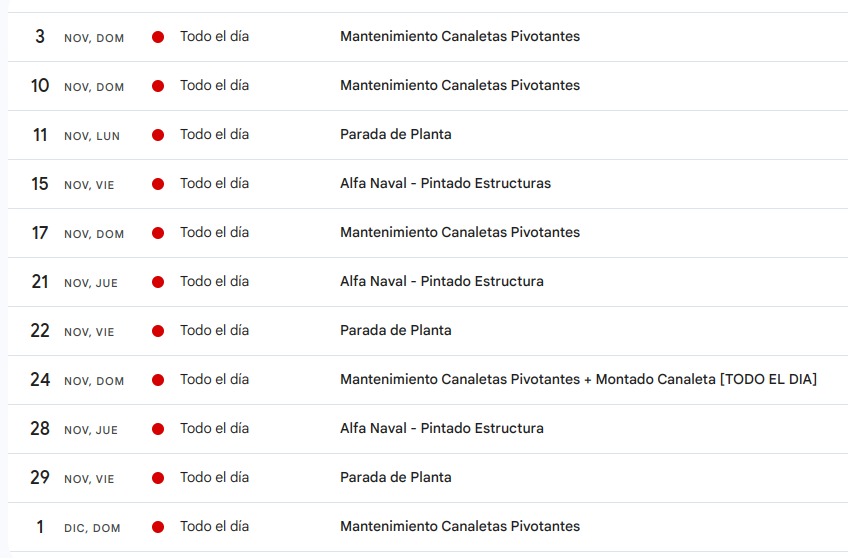 3 NOV, DOM Todo el día Mantenimiento Canaletas Pivotantes
10 NOV, DOM Todo el día Mantenimiento Canaletas Pivotantes
11 NOV, LUN Todo el día Parada de Planta
15 NOV, VIE Todo el día Alfa Naval - Pintado Estructuras
17 NOV, DOM Todo el día Mantenimiento Canaletas Pivotantes
21 NOV, JUE Todo el día Alfa Naval - Pintado Estructura
22 NOV, VIE Todo el día Parada de Planta
24 NOV, DOM Todo el día Mantenimiento Canaletas Pivotantes + Montado Canaleta [TODO EL DIA]
28 NOV, JUE Todo el día Alfa Naval - Pintado Estructura
29 NOV, VIE Todo el día Parada de Planta
1 DIC, DOM Todo el día Mantenimiento Canaletas Pivotantes